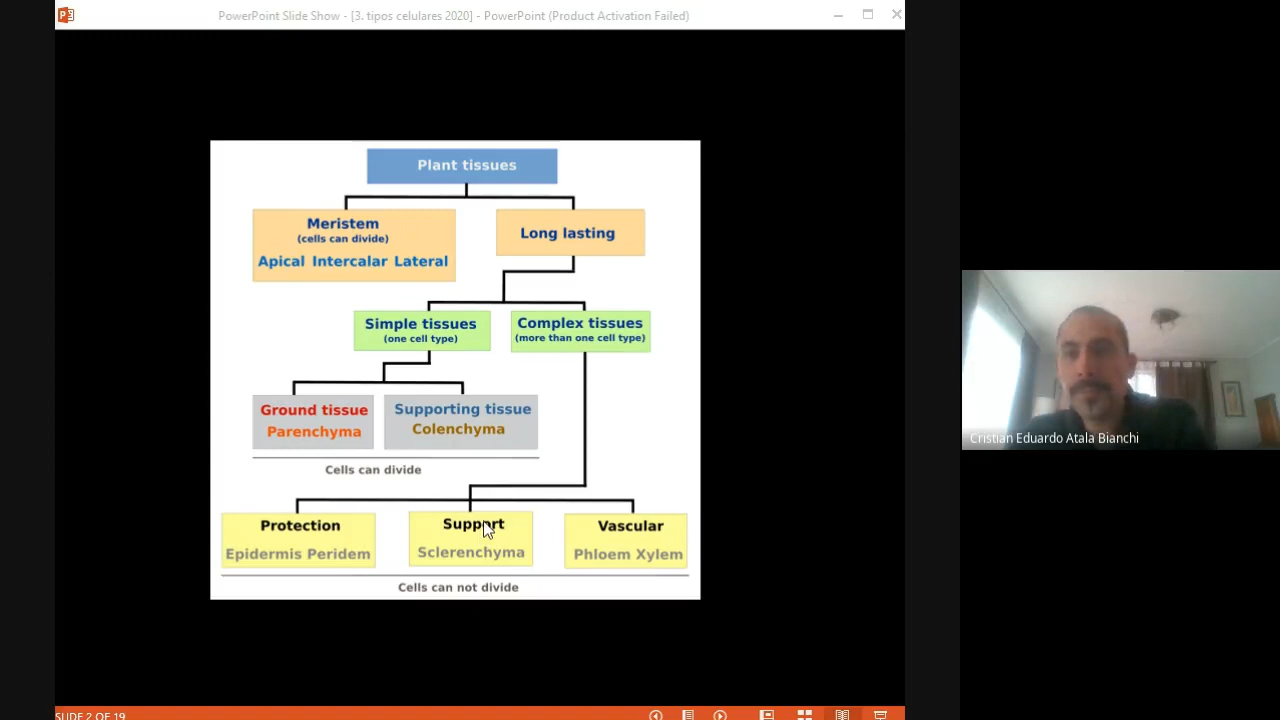 PowerPoint Slide Show - [3. tipos celulares 2020] - PowerPoint (Product Activation Failed)
Plant tissues
Meristem
(cells can divide)
Apical Intercalar Lateral
Long lasting
Simple tissues
(one cell type)
Complex tissues
(more than one cell type)
Ground tissue
Parenchyma
Supporting tissue
Colenchyma
Cells can divide
Protection
Epidermis Peridem
Support
Sclerenchyma
Vascular
Phloem Xylem
Cells can not divide
Cristian Eduardo Atala Bianchi
SLIDE 2 OF 19